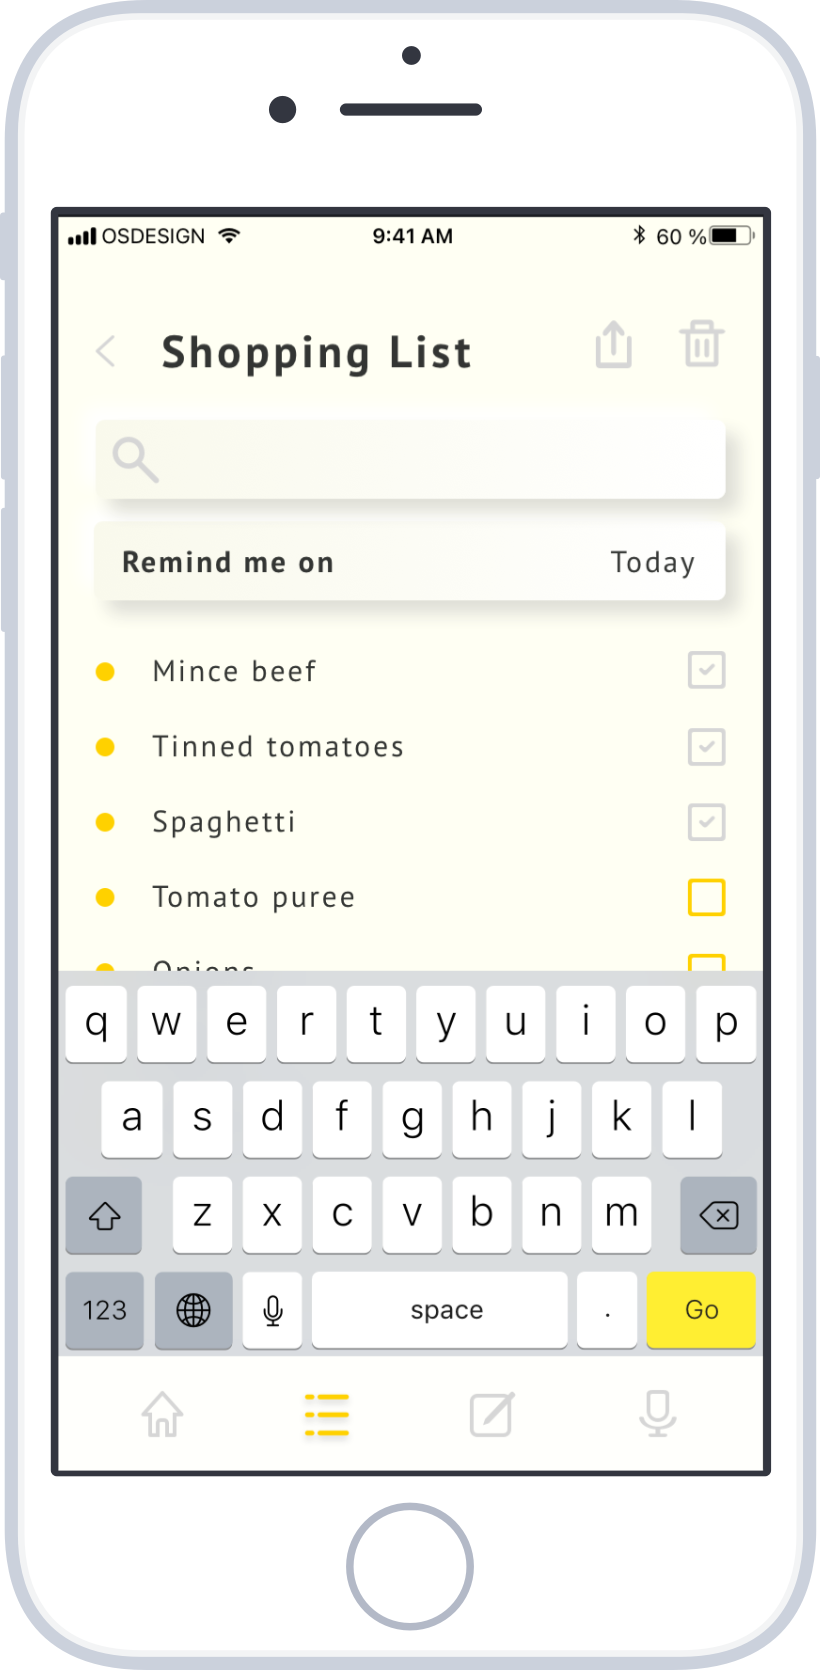 OSDESIGN 9:41 AM 60 %
Shopping List
Remind me on Today
Mince beef
Tinned tomatoes
Spaghetti
Tomato puree
Onions
q w e r t y u i o p
a s d f g h j k l
z x c v b n m
123 space . Go